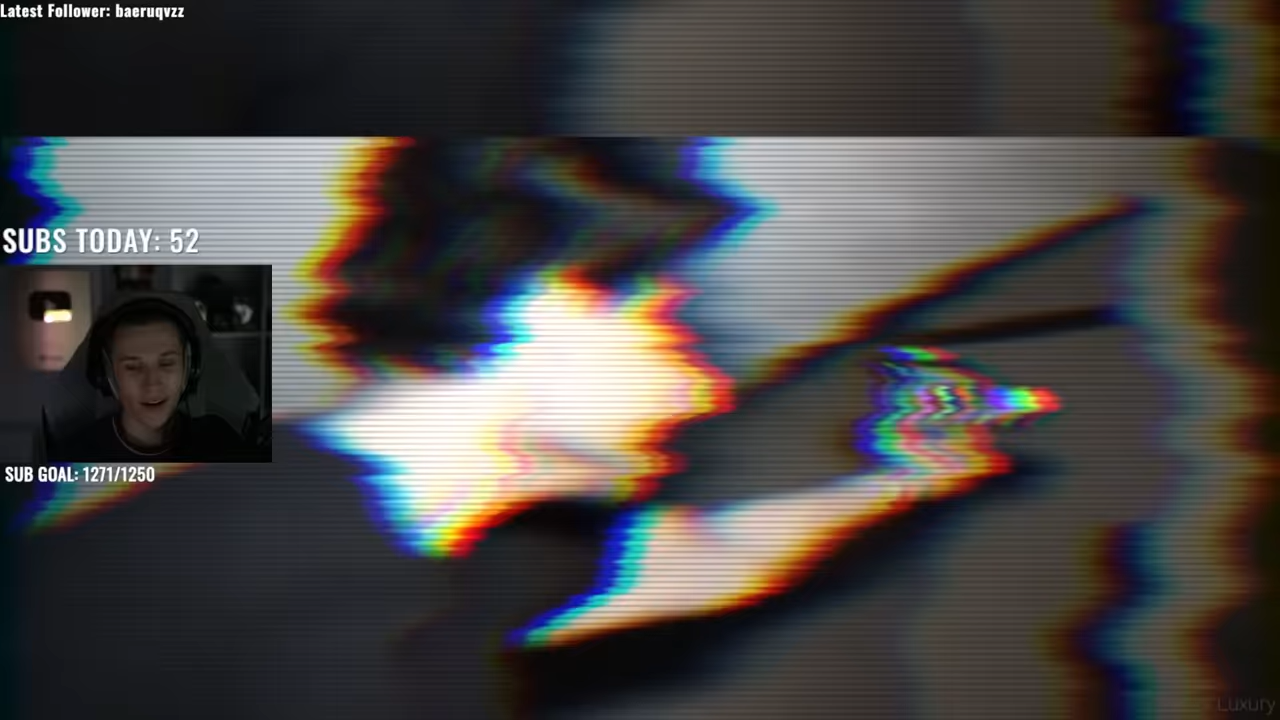 Latest Follower: baeruqvzz
SUBS TODAY: 52
SUB GOAL: 1271/1250
Luxury